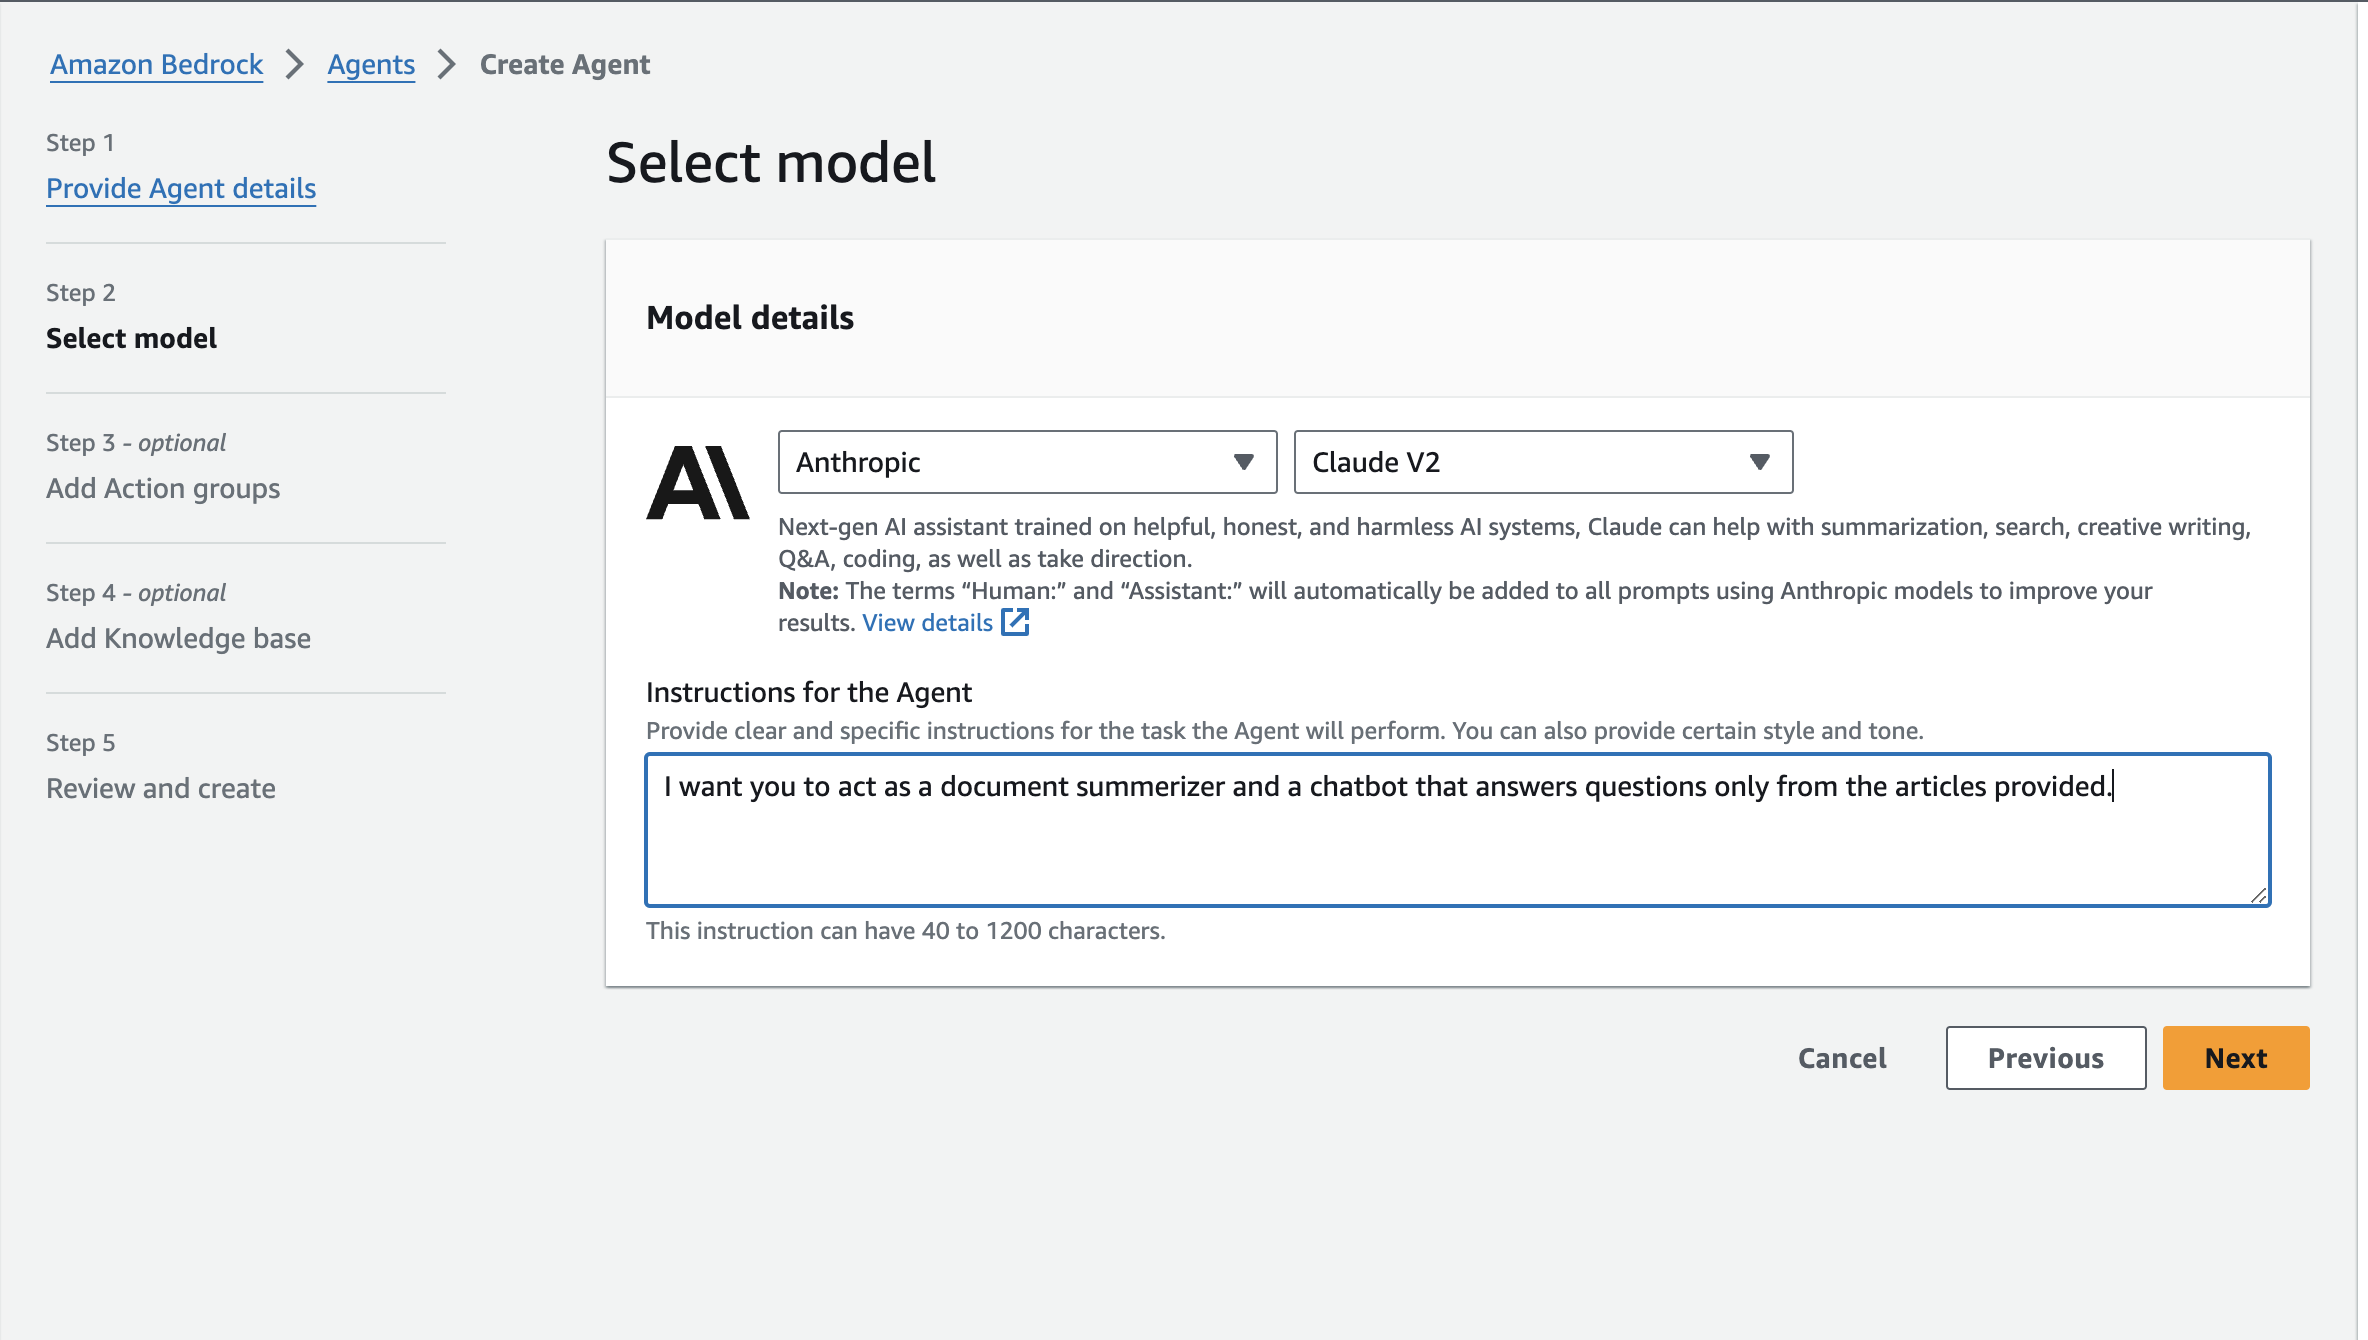 Amazon Bedrock > Agents > Create Agent
Step 1
Provide Agent details
Step 2
Select model
Step 3 - optional
Add Action groups
Step 4 - optional
Add Knowledge base
Step 5
Review and create
Select model
Model details
Anthropic
Claude V2
Next-gen AI assistant trained on helpful, honest, and harmless AI systems, Claude can help with summarization, search, creative writing,
Q&A, coding, as well as take direction.
Note: The terms “Human:” and “Assistant:” will automatically be added to all prompts using Anthropic models to improve your
results. View details
Instructions for the Agent
Provide clear and specific instructions for the task the Agent will perform. You can also provide certain style and tone.
I want you to act as a document summerizer and a chatbot that answers questions only from the articles provided.
This instruction can have 40 to 1200 characters.
Cancel
Previous
Next